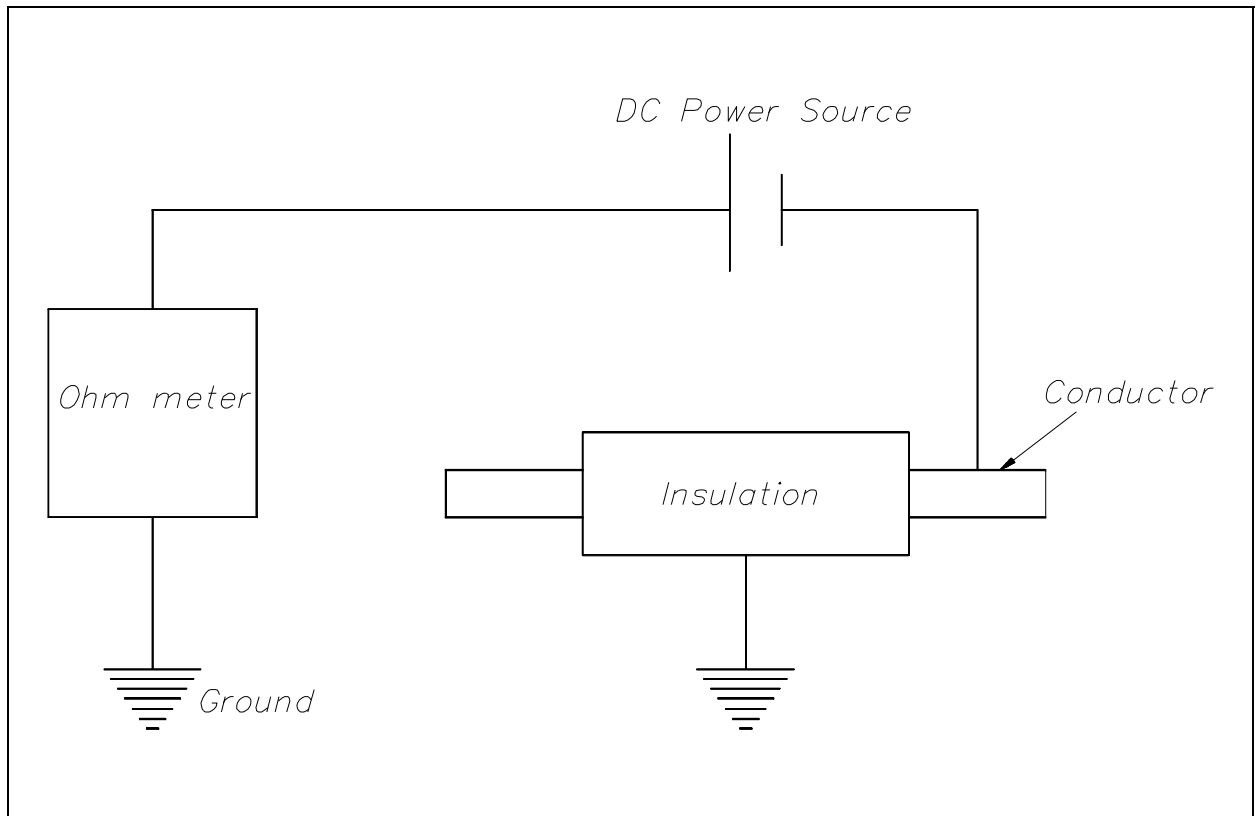 DC Power Source
Ohm meter
Conductor
Insulation
Ground